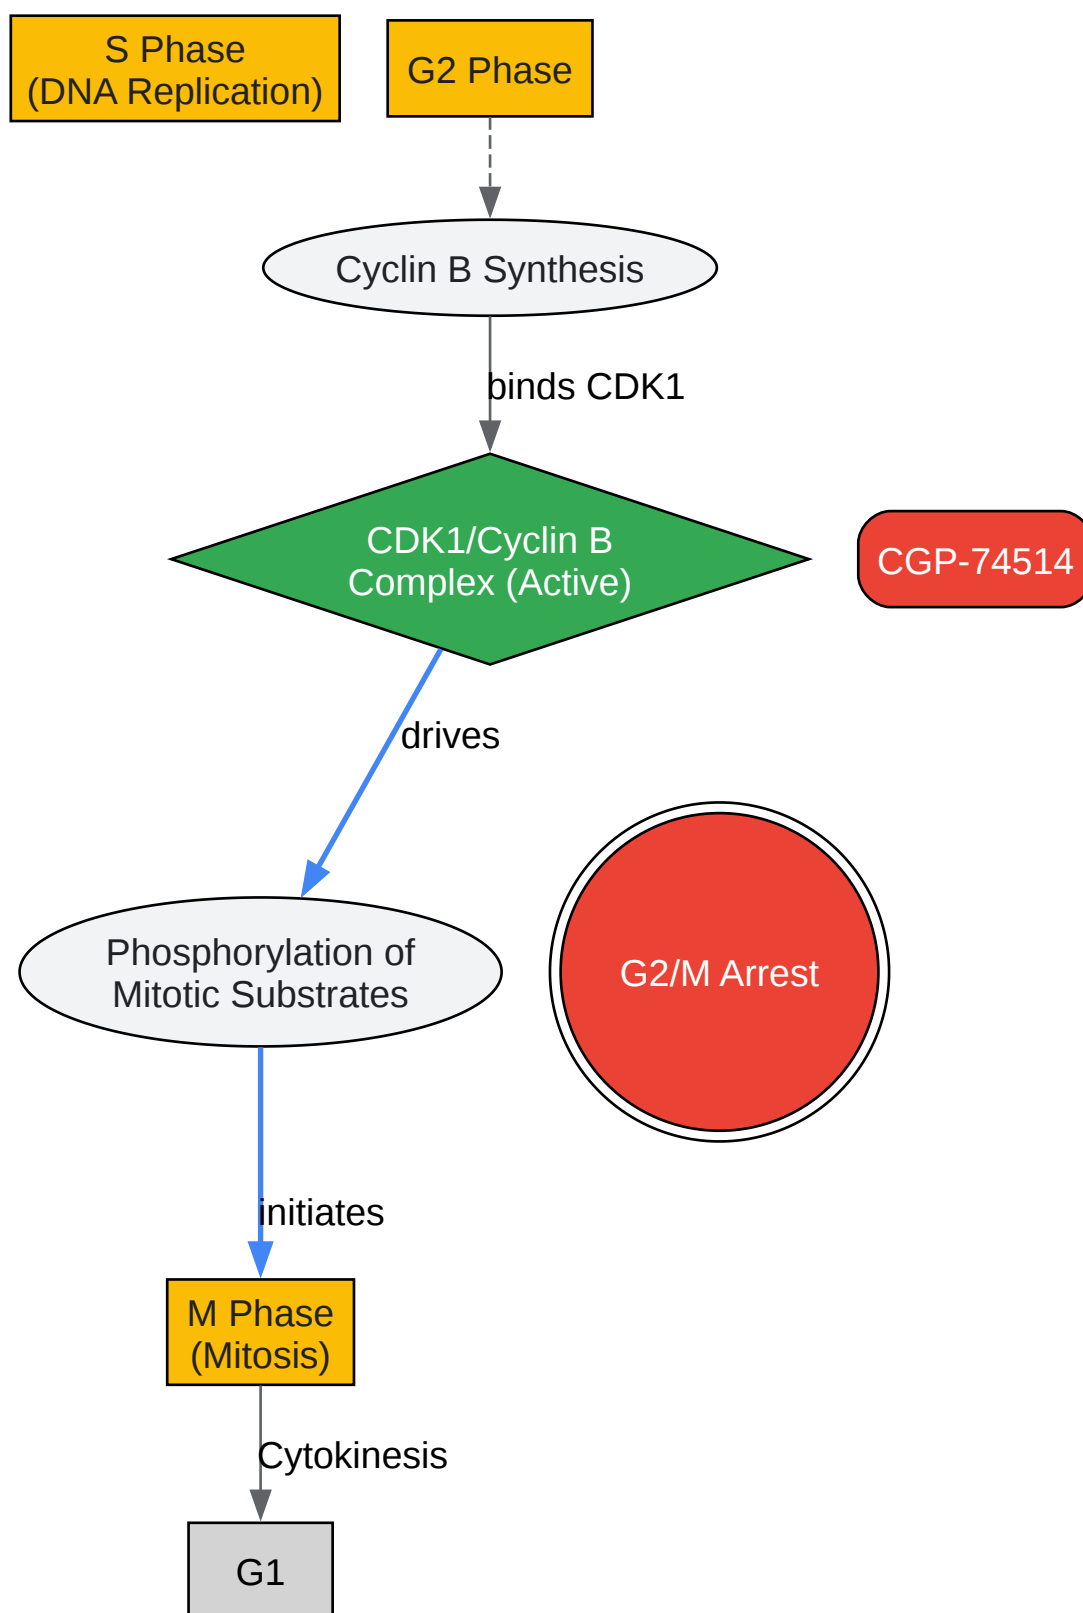 S Phase
(DNA Replication)
G2 Phase
Cyclin B Synthesis
binds CDK1
CDK1/Cyclin B
Complex (Active)
CGP-74514
drives
Phosphorylation of
Mitotic Substrates
G2/M Arrest
initiates
M Phase
(Mitosis)
Cytokinesis
G1